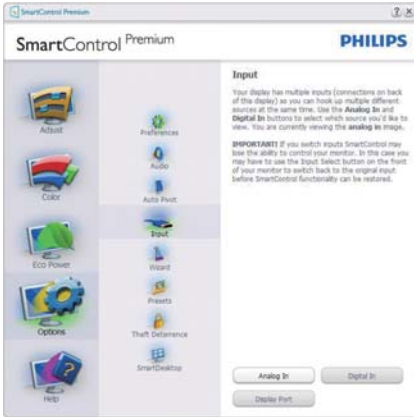 SmartControl Premium
SmartControl Premium
PHILIPS
Adjust
Color
Eco Power
Options
Help
Preferences
Audio
Auto Pivot
Input
Wizard
Presets
Theft Deterrence
SmartDesktop
Input
Your display has multiple inputs (connections on back
of this display) so you can hook up multiple different
sources at the same time. Use the Analog In and
Digital In buttons to select which source you'd like to
view. You are currently viewing the analog in image.
IMPORTANT! If you switch inputs SmartControl may
lose the ability to control your monitor. In this case you
may have to use the Input Select button on the front
of your monitor to switch back to the original input
before SmartControl functionality can be restored.
Analog In
Digital In
Display Port